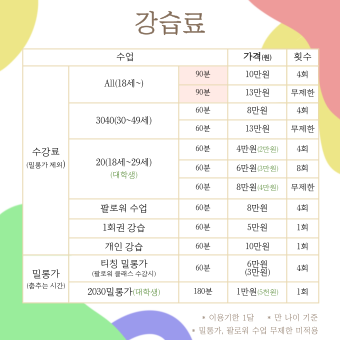 강습료
수업 가격(원) 횟수
수강료
(밀롱가 제외)
All(18세~) 90분 10만원 4회
90분 13만원 무제한
3040(30~49세) 60분 8만원 4회
60분 13만원 무제한
20(18세~29세)
(대학생)
60분 4만원(2만원) 4회
60분 6만원(3만원) 8회
60분 8만원(4만원) 무제한
팔로워 수업 60분 8만원 4회
1회권 강습 60분 5만원 1회
개인 강습 60분 10만원 1회
밀롱가
(춤추는 시간)
티칭 밀롱가
(팔로워 클래스 수강시)
60분 6만원
(3만원)
4회
2030밀롱가(대학생) 180분 1만원(5천원) 1회
* 이용기한 1달 * 만 나이 기준
* 밀롱가, 팔로워 수업 무제한 미적용